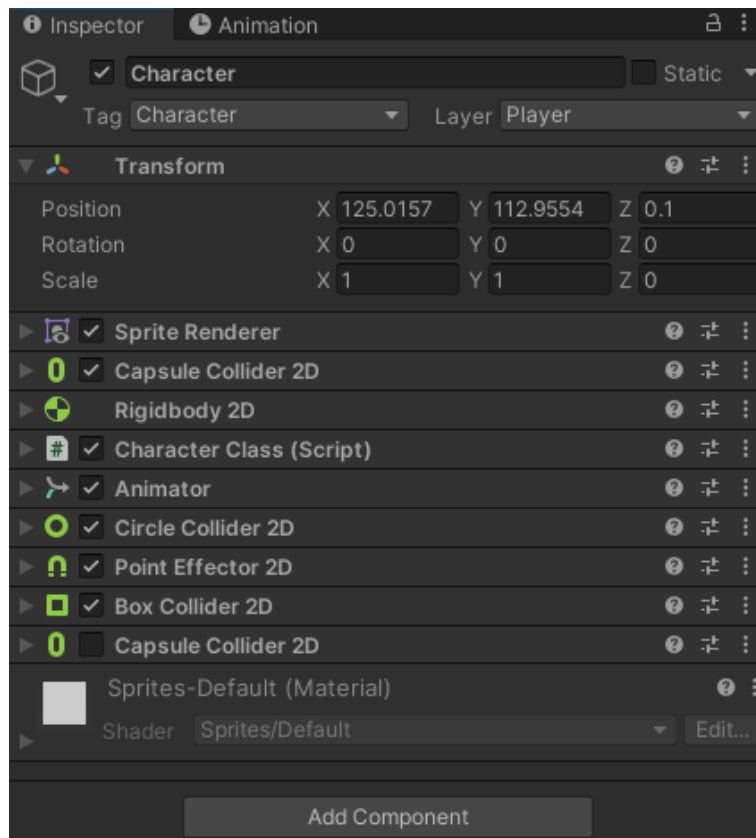 Inspector Animation
Character Static
Tag Character Layer Player
Transform
Position X 125.0157 Y 112.9554 Z 0.1
Rotation X 0 Y 0 Z 0
Scale X 1 Y 1 Z 0
Sprite Renderer
Capsule Collider 2D
Rigidbody 2D
# Character Class (Script)
Animator
Circle Collider 2D
Point Effector 2D
Box Collider 2D
Capsule Collider 2D
Sprites-Default (Material)
Shader Sprites/Default Edit...
Add Component